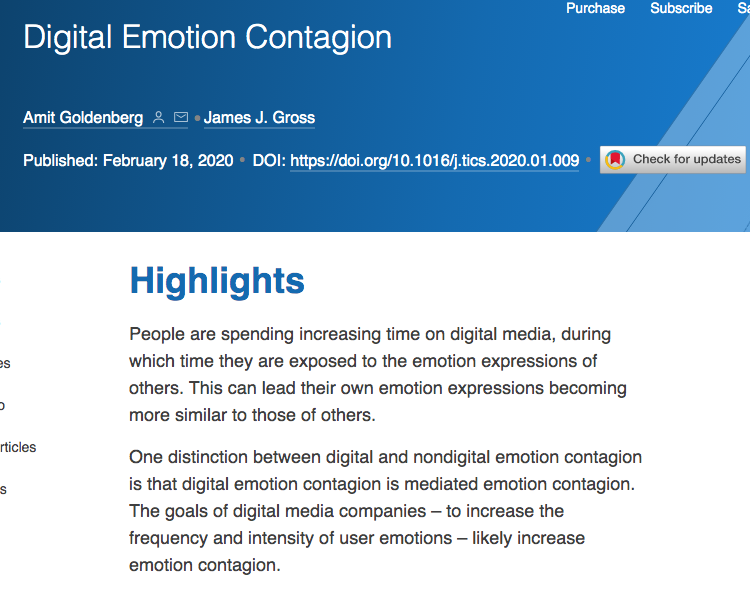 Purchase Subscribe
Digital Emotion Contagion
Amit Goldenberg • James J. Gross
Published: February 18, 2020 • DOI: https://doi.org/10.1016/j.tics.2020.01.009 • Check for updates
Highlights
People are spending increasing time on digital media, during
which time they are exposed to the emotion expressions of
others. This can lead their own emotion expressions becoming
more similar to those of others.
One distinction between digital and nondigital emotion contagion
is that digital emotion contagion is mediated emotion contagion.
The goals of digital media companies – to increase the
frequency and intensity of user emotions – likely increase
emotion contagion.